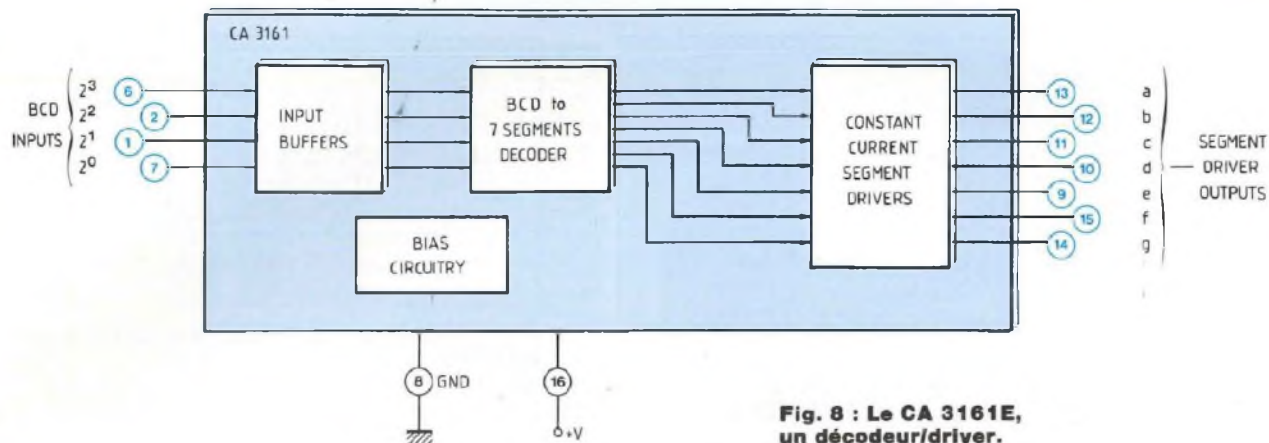 CA 3161
BCD
INPUTS
2³
2²
2¹
2⁰
6
2
1
7
INPUT
BUFFERS
BCD to
7 SEGMENTS
DECODER
CONSTANT
CURRENT
SEGMENT
DRIVERS
BIAS
CIRCUITRY
13
12
11
10
9
15
14
a
b
c
d
e
f
g
SEGMENT
DRIVER
OUTPUTS
8 GND
16
+V
Fig. 8 : Le CA 3161E,
un décodeur/driver.